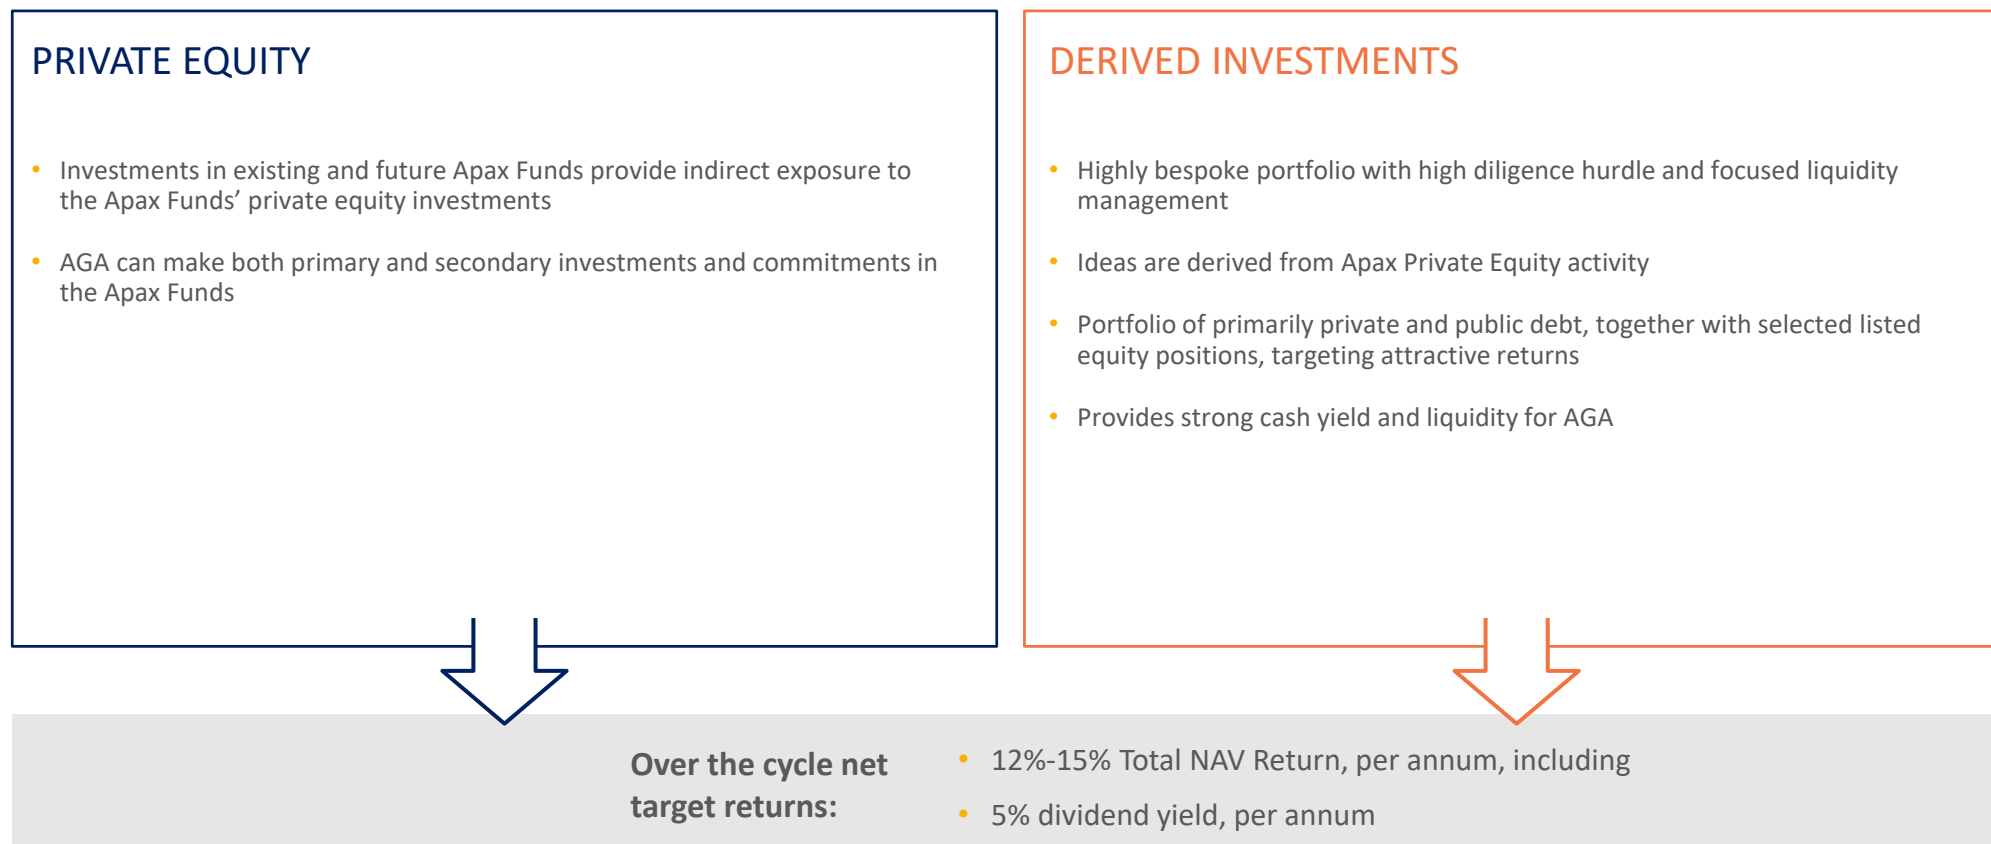 PRIVATE EQUITY
• Investments in existing and future Apax Funds provide indirect exposure to
the Apax Funds’ private equity investments
• AGA can make both primary and secondary investments and commitments in
the Apax Funds
DERIVED INVESTMENTS
• Highly bespoke portfolio with high diligence hurdle and focused liquidity
management
• Ideas are derived from Apax Private Equity activity
• Portfolio of primarily private and public debt, together with selected listed
equity positions, targeting attractive returns
• Provides strong cash yield and liquidity for AGA
Over the cycle net
target returns:
• 12%-15% Total NAV Return, per annum, including
• 5% dividend yield, per annum